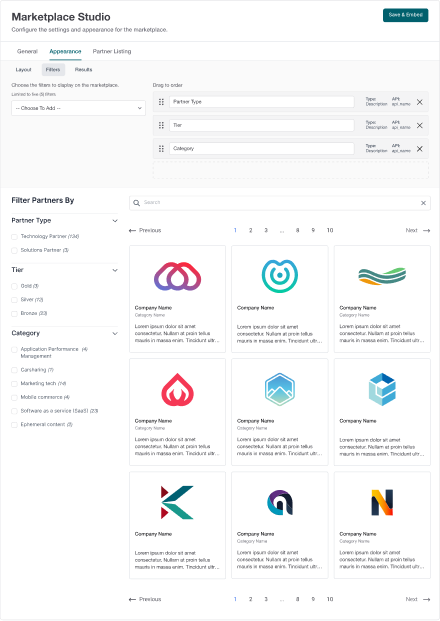 Marketplace Studio
Save & Embed
Configure the settings and appearance for the marketplace.
General Appearance Partner Listing
Layout Filters Results
Choose the filters to display on the marketplace.
Limited to five (5) filters
-- Choose To Add --
Drag to order
Partner Type
Type: API:
Description api_name
Tier
Type: API:
Description api_name
Category
Type: API:
Description api_name
Filter Partners By
Partner Type
Technology Partner (134)
Solutions Partner (3)
Tier
Gold (3)
Silver (13)
Bronze (23)
Category
Application Performance (4)
Management
Carsharing (1)
Marketing tech (14)
Mobile commerce (4)
Software as a service (SaaS) (23)
Ephemeral content (5)
Search
Previous 1 2 3 ... 8 9 10 Next
Company Name
Category Name
Lorem ipsum dolor sit amet
consectetur. Nullam at proin tellus
mauris in massa enim. Tincidunt ultr...
Company Name
Category Name
Lorem ipsum dolor sit amet
consectetur. Nullam at proin tellus
mauris in massa enim. Tincidunt ultr...
Company Name
Category Name
Lorem ipsum dolor sit amet
consectetur. Nullam at proin tellus
mauris in massa enim. Tincidunt ultr...
Company Name
Category Name
Lorem ipsum dolor sit amet
consectetur. Nullam at proin tellus
mauris in massa enim. Tincidunt ultr...
Company Name
Category Name
Lorem ipsum dolor sit amet
consectetur. Nullam at proin tellus
mauris in massa enim. Tincidunt ultr...
Company Name
Lorem ipsum dolor sit amet
consectetur. Nullam at proin tellus
mauris in massa enim. Tincidunt ultr...
Company Name
Lorem ipsum dolor sit amet
consectetur. Nullam at proin tellus
mauris in massa enim. Tincidunt ultr...
Company Name
Category Name
Lorem ipsum dolor sit amet
consectetur. Nullam at proin tellus
mauris in massa enim. Tincidunt ultr...
Company Name
Category Name
Lorem ipsum dolor sit amet
consectetur. Nullam at proin tellus
mauris in massa enim. Tincidunt ultr...
Previous 1 2 3 ... 8 9 10 Next